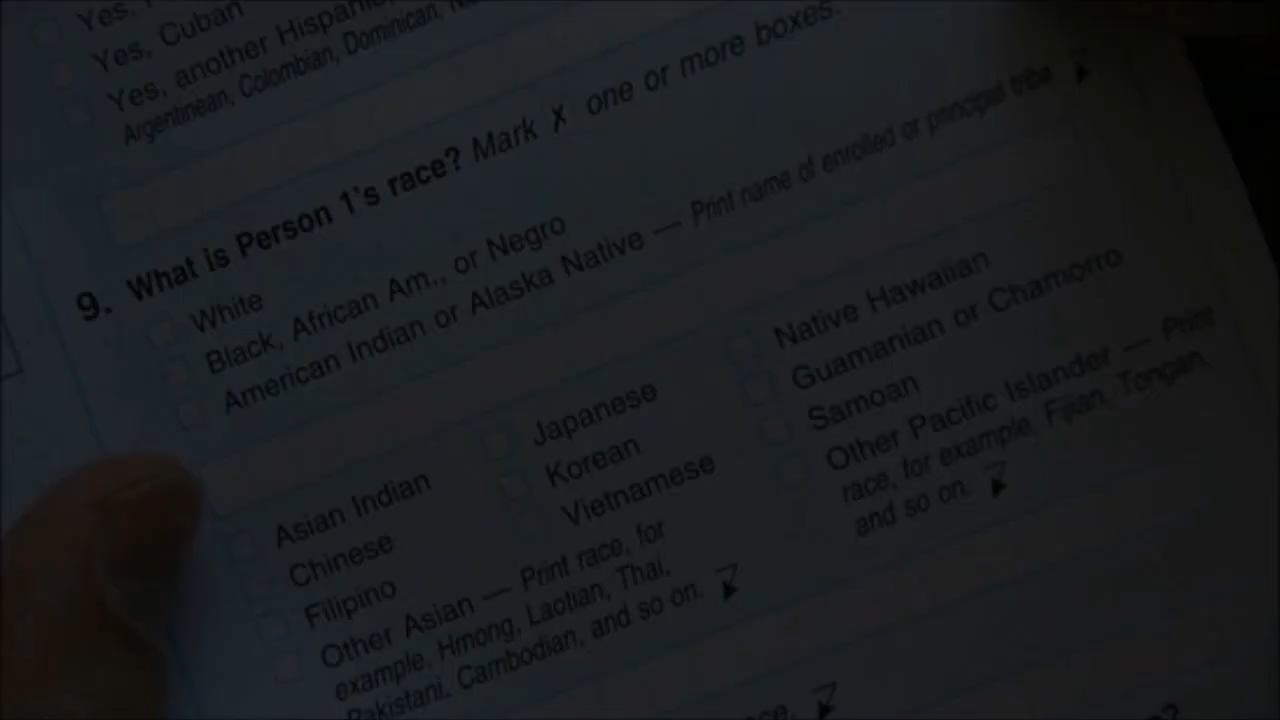 Yes,
Yes, Cuban
Yes, another Hispanic,
Argentinean, Colombian, Dominican,
9. What is Person 1's race? Mark X one or more boxes.
White
Black, African Am., or Negro
American Indian or Alaska Native — Print name of enrolled or principal tribe
Asian Indian
Chinese
Filipino
Other Asian — Print race, for
example, Hmong, Laotian, Thai,
Pakistani, Cambodian, and so on.
Japanese
Korean
Vietnamese
Native Hawaiian
Guamanian or Chamorro
Samoan
Other Pacific Islander — Print
race, for example, Fijian, Tongan,
and so on.